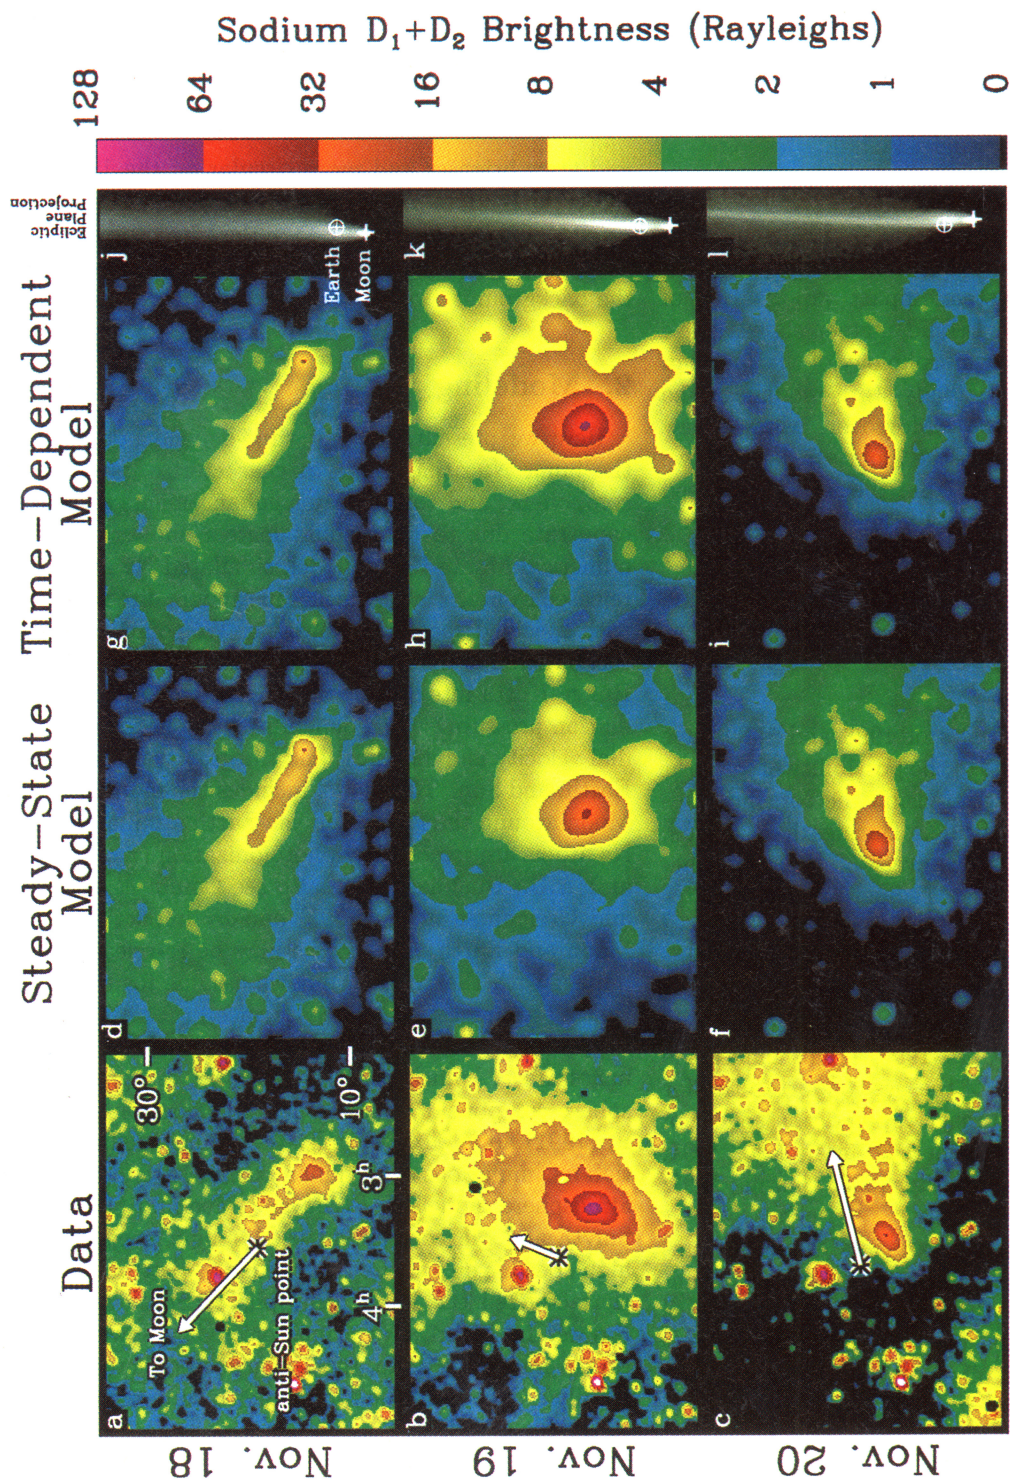 Data
Steady-State
Model
Time-Dependent
Model
Ecliptic
Plane
Projection
Nov. 18
a
To Moon
anti-Sun point
30°
10°
3h
4h
d
g
j
Earth
Moon
Nov. 19
b
e
h
k
Nov. 20
c
f
i
l
Sodium D1+D2 Brightness (Rayleighs)
128
64
32
16
8
4
2
1
0